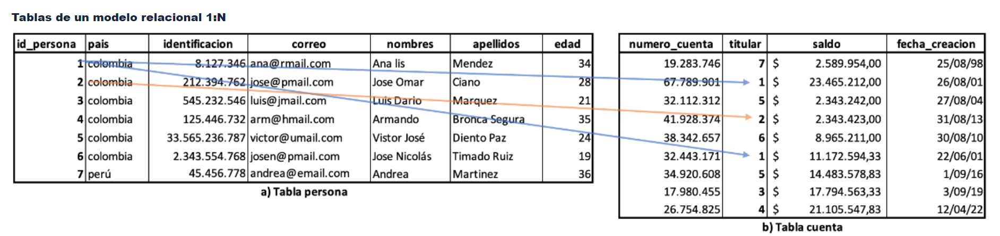 Tablas de un modelo relacional 1:N
id_persona pais identificacion correo nombres apellidos edad
1 colombia 8.127.346 ana@rmail.com Ana lis Mendez 34
2 colombia 212.394.762 jose@pmail.com Jose Omar Ciano 28
3 colombia 545.232.546 luis@jmail.com Luis Dario Marquez 21
4 colombia 125.446.732 arm@hmail.com Armando Bronca Segura 35
5 colombia 33.565.236.787 victor@umail.com Vistor José Diento Paz 24
6 colombia 2.343.554.768 josen@pmail.com Jose Nicolás Timado Ruiz 19
7 perú 45.456.778 andrea@email.com Andrea Martinez 36
a) Tabla persona
numero_cuenta titular saldo fecha_creacion
19.283.746 7 $ 2.589.954,00 25/08/98
67.789.901 1 $ 23.465.212,00 26/08/01
32.112.312 5 $ 2.343.242,00 27/08/04
41.928.374 2 $ 2.343.423,00 31/08/13
38.342.657 6 $ 8.965.211,00 30/08/10
32.443.171 1 $ 11.172.594,33 22/06/01
34.920.608 5 $ 14.483.578,83 1/09/16
17.980.455 3 $ 17.794.563,33 3/09/19
26.754.825 4 $ 21.105.547,83 12/04/22
b) Tabla cuenta